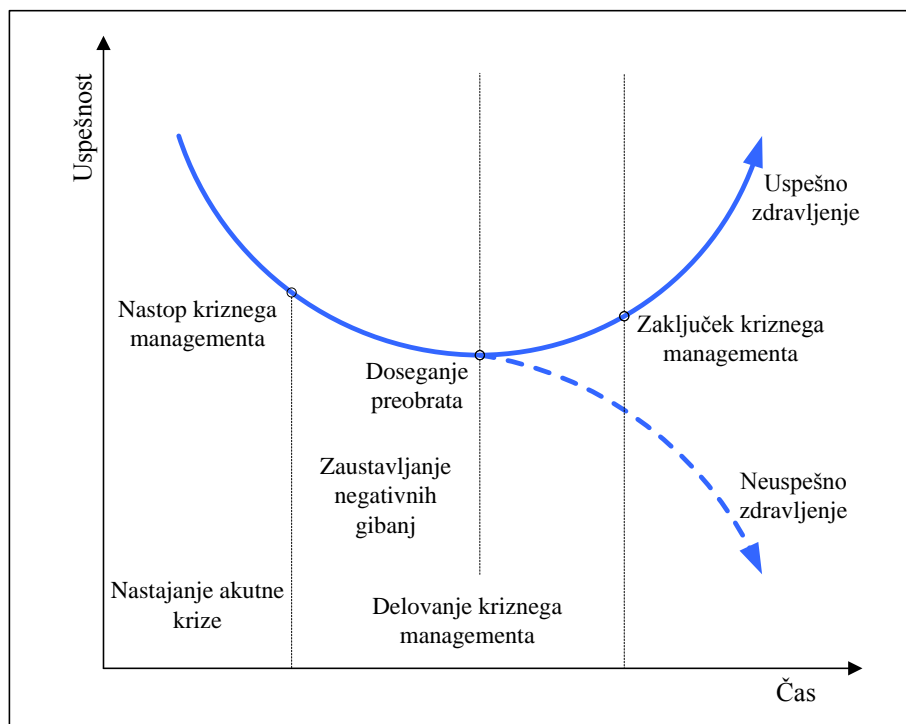 Uspešnost
Uspešno
zdravljenje
Nastop kriznega
managementa
Zaključek kriznega
managementa
Doseganje
preobrata
Zaustavljanje
negativnih
gibanj
Neuspešno
zdravljenje
Nastajanje akutne
krize
Delovanje kriznega
managementa
Čas